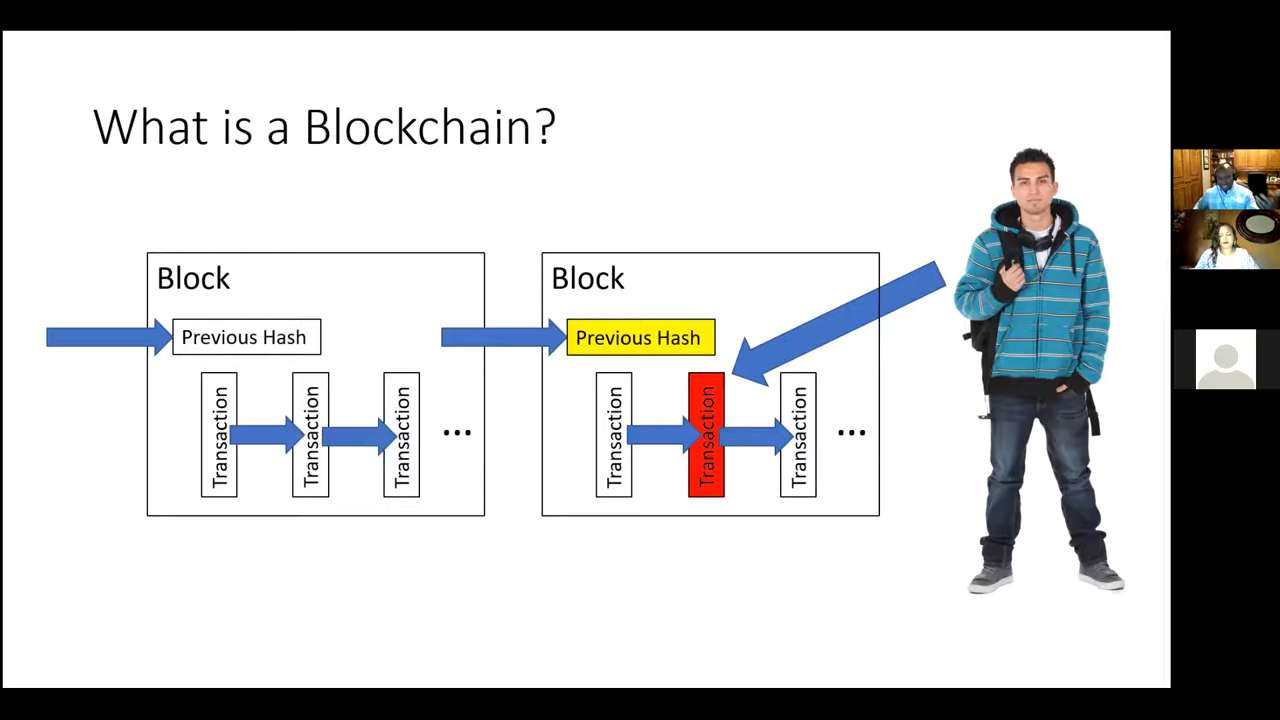 What is a Blockchain?
Block
Previous Hash
Transaction
Transaction
Transaction
...
Block
Previous Hash
Transaction
Transaction
Transaction
...